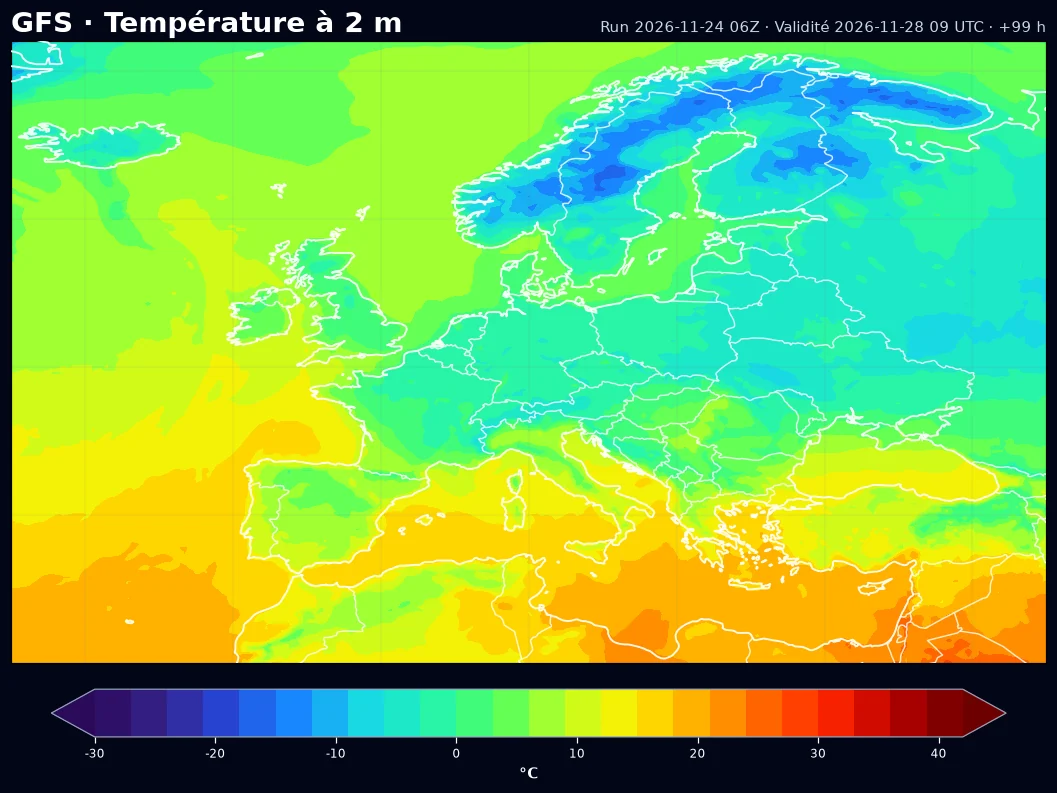 GFS · Température à 2 m
Run 2026-11-24 06Z · Validité 2026-11-28 09 UTC · +99 h
-30 -20 -10 0 10 20 30 40
°C